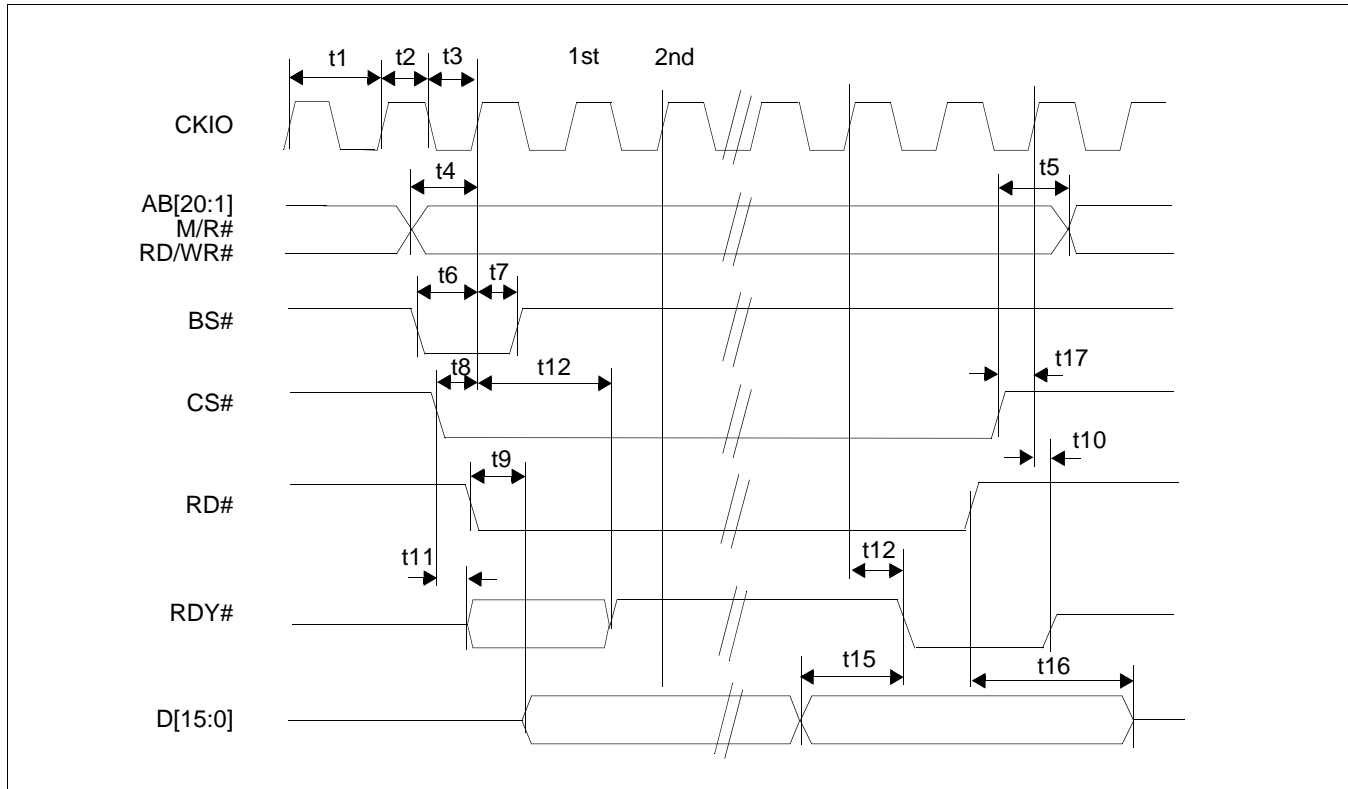 t1 t2 t3 1st 2nd
CKIO
t4 t5
AB[20:1]
M/R#
RD/WR#
t6 t7
BS#
t8 t12 t17
CS#
t10
t9
RD#
t11 t12
RDY#
t15 t16
D[15:0]